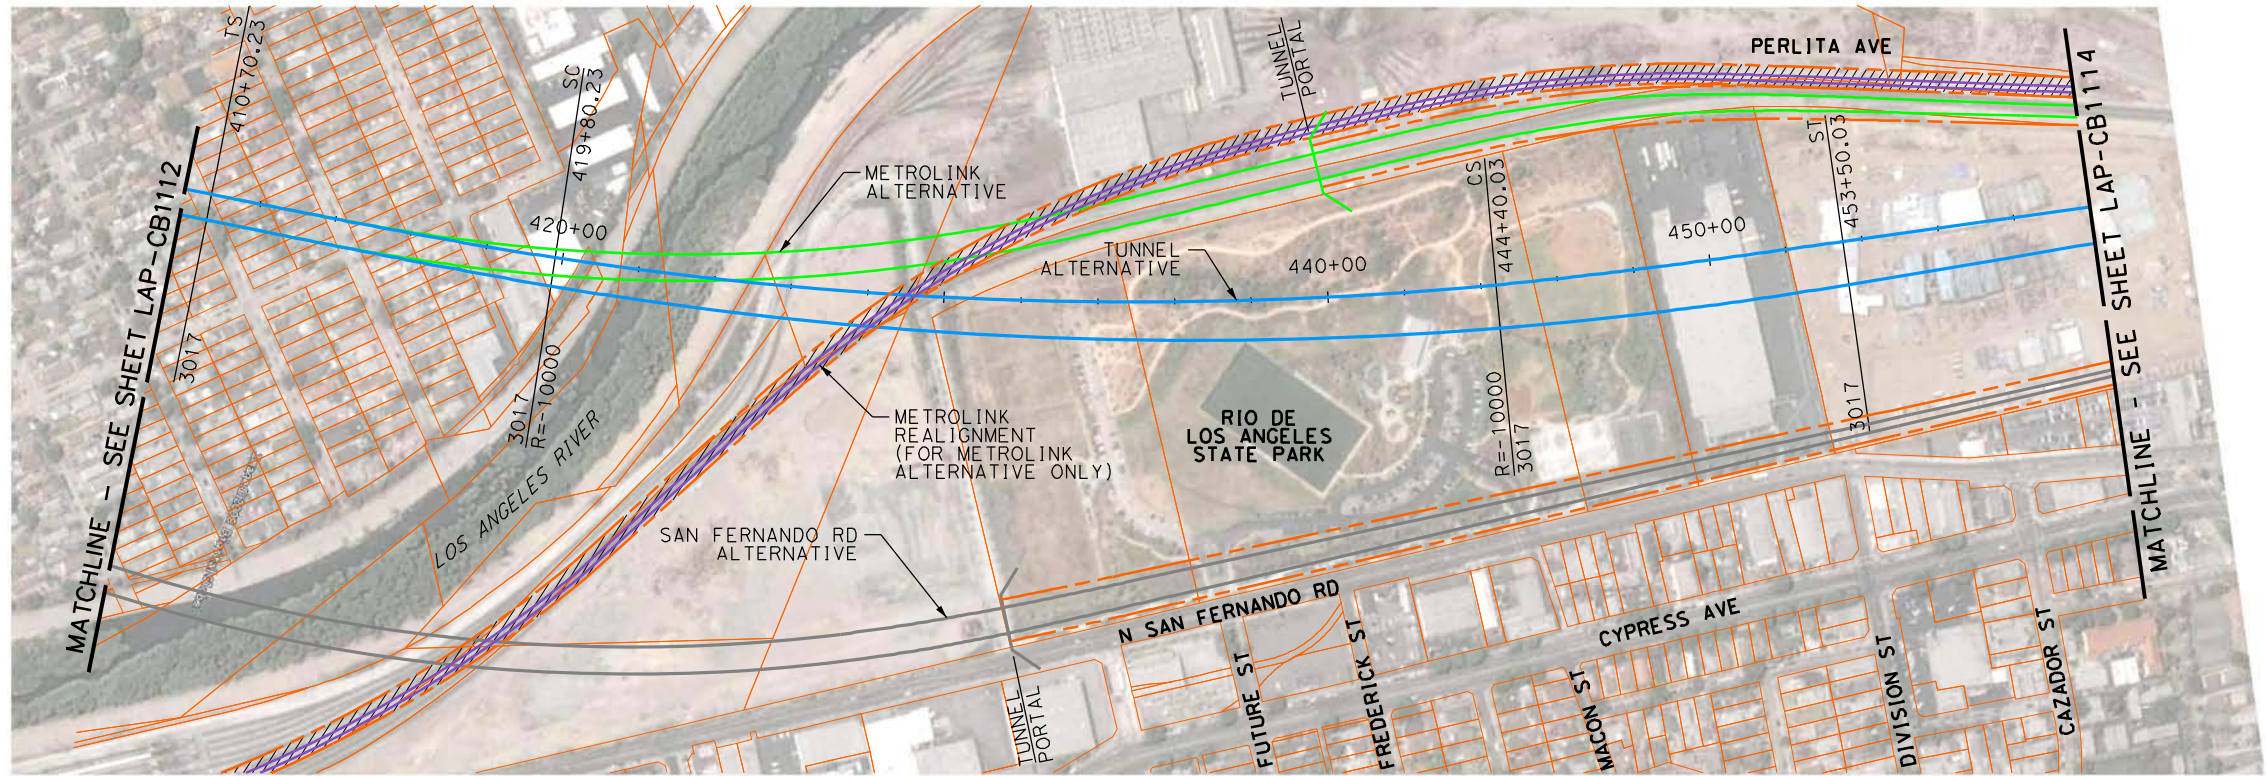 TS
410+70.23
3017
SC
419+80.23
3017
R=-10000
MATCHLINE - SEE SHEET LAP-CB1112
420+00
METROLINK
ALTERNATIVE
TUNNEL
PORTAL
PERLITA AVE
TUNNEL
ALTERNATIVE
440+00
CS
444+40.03
R=-10000
3017
450+00
ST
453+50.03
3017
MATCHLINE - SEE SHEET LAP-CB1114
LOS ANGELES RIVER
METROLINK
REALIGNMENT
(FOR METROLINK
ALTERNATIVE ONLY)
RIO DE
LOS ANGELES
STATE PARK
SAN FERNANDO RD
ALTERNATIVE
N SAN FERNANDO RD
TUNNEL
PORTAL
FUTURE ST
FREDERICK ST
CYPRESS AVE
MACON ST
DIVISION ST
CAZADOR ST